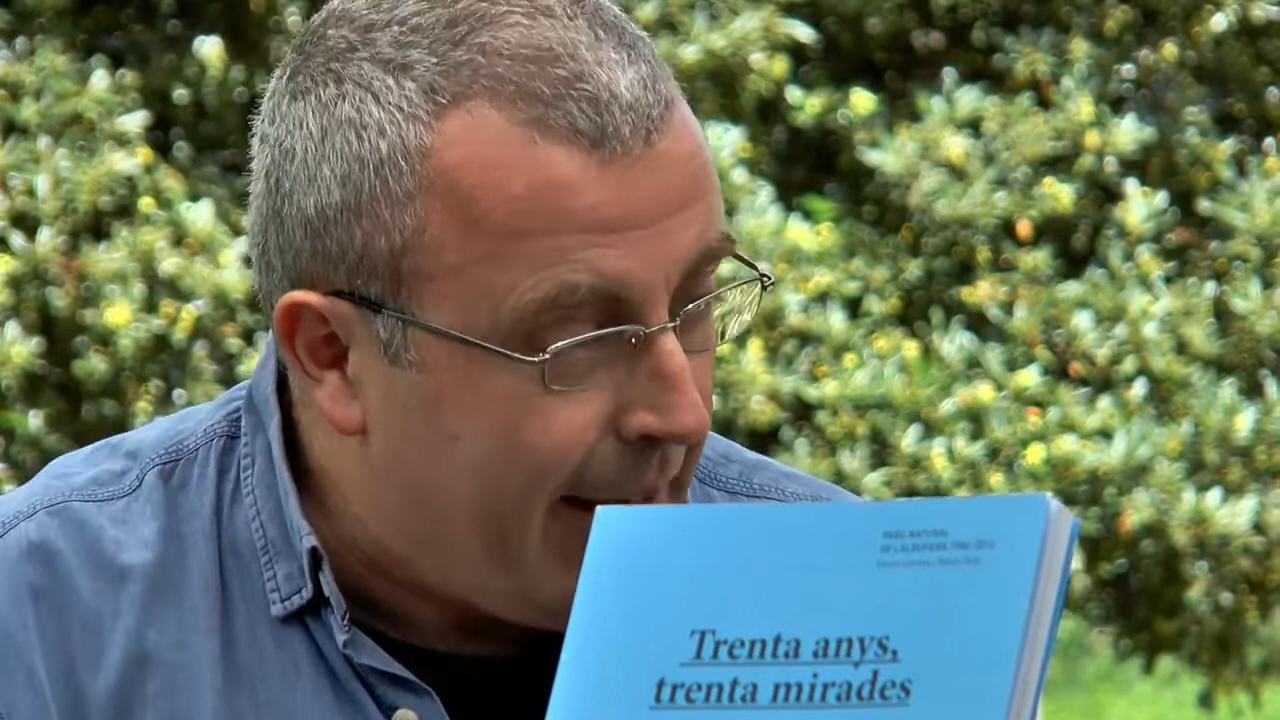 PARC NATURAL
DE L'ALBUFERA 1986-2016
Trenta anys,
trenta mirades